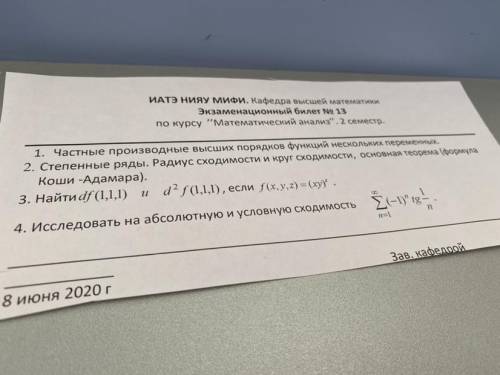 ИАТЭ НИЯУ МИФИ. Кафедра высшей математики
Экзаменационный билет № 13
по курсу "Математический анализ". 2 семестр.
1. Частные производные высших порядков функций нескольких переменных.
2. Степенные ряды. Радиус сходимости и круг сходимости, основная теорема (формула
Коши -Адамара).
3. Найти df(1,1,1) и d² f(1,1,1), если f(x,y,z)=(xy)ᶻ.
4. Исследовать на абсолютную и условную сходимость ∑_{n=1}^{∞}(-1)ⁿ tg 1/n.
Зав. кафедрой
8 июня 2020 г